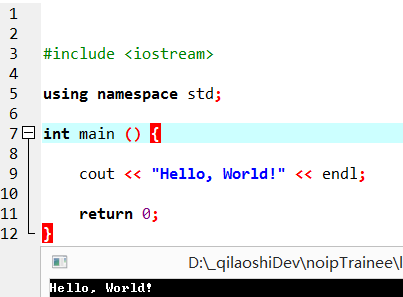 1
2
3 #include <iostream>
4
5 using namespace std;
6
7 int main () {
8
9 cout << "Hello, World!" << endl;
10
11 return 0;
12 }
D:\_qilaoshiDev\noipTrainee\l
Hello, World!